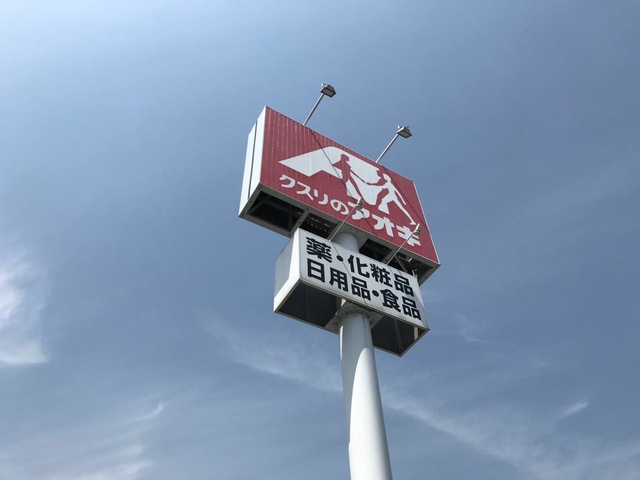 クスリのアオキ
薬・化粧品
日用品・食品